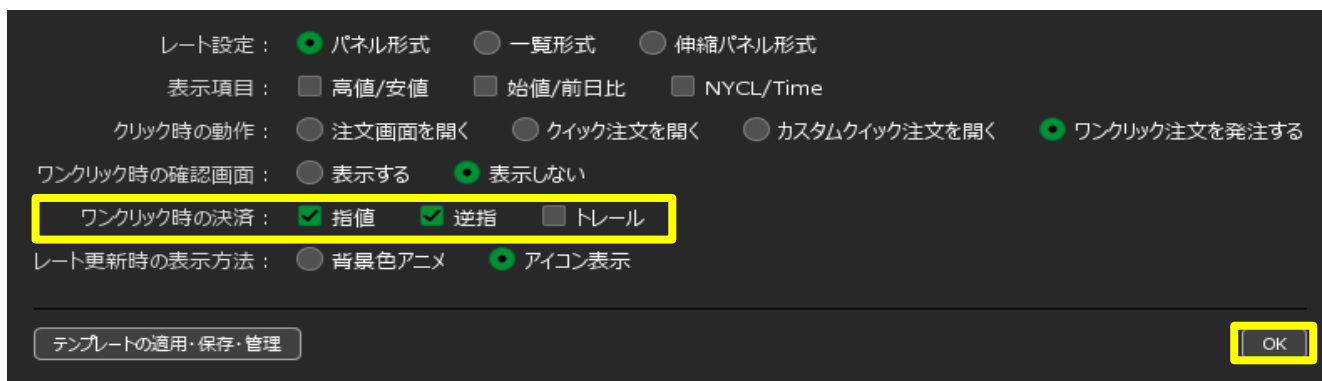 レート設定： パネル形式 一覧形式 伸縮パネル形式
表示項目： 高値/安値 始値/前日比 NYCL/Time
クリック時の動作： 注文画面を開く クイック注文を開く カスタムクイック注文を開く ワンクリック注文を発注する
ワンクリック時の確認画面： 表示する 表示しない
ワンクリック時の決済： 指値 逆指 トレール
レート更新時の表示方法： 背景色アニメ アイコン表示
テンプレートの適用・保存・管理 OK